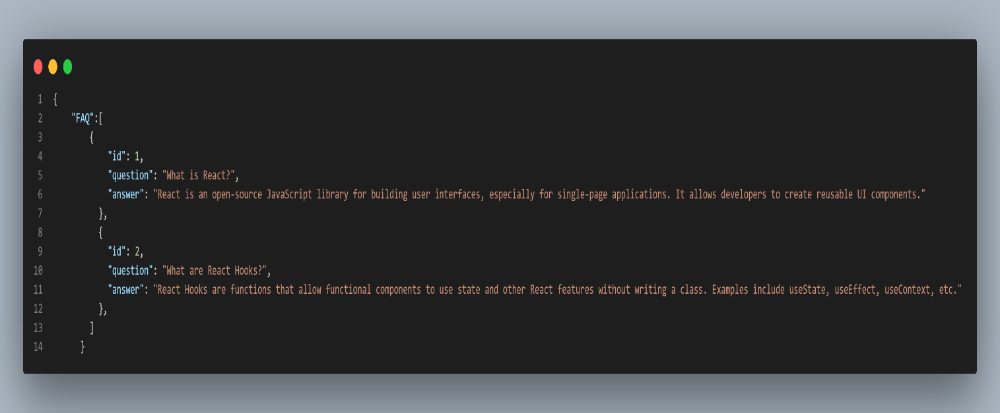 1 {
2     "FAQ":[
3         {
4             "id": 1,
5             "question": "What is React?",
6             "answer": "React is an open-source JavaScript library for building user interfaces, especially for single-page applications. It allows developers to create reusable UI components."
7           },
8           {
9             "id": 2,
10            "question": "What are React Hooks?",
11            "answer": "React Hooks are functions that allow functional components to use state and other React features without writing a class. Examples include useState, useEffect, useContext, etc."
12          },
13        ]
14      }